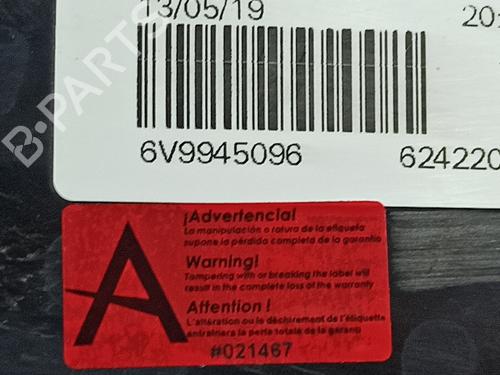 13/05/19 20:
6V9945096 624220
B-PARTS
¡Advertencia!
La manipulación o rotura de la etiqueta
supone la pérdida completa de la garantía
Warning!
Tampering with or breaking the label will
result in the complete loss of the warranty
Attention !
L'altération ou le déchirement de l'étiquette
entraînera la perte totale de la garanti
A
#021467